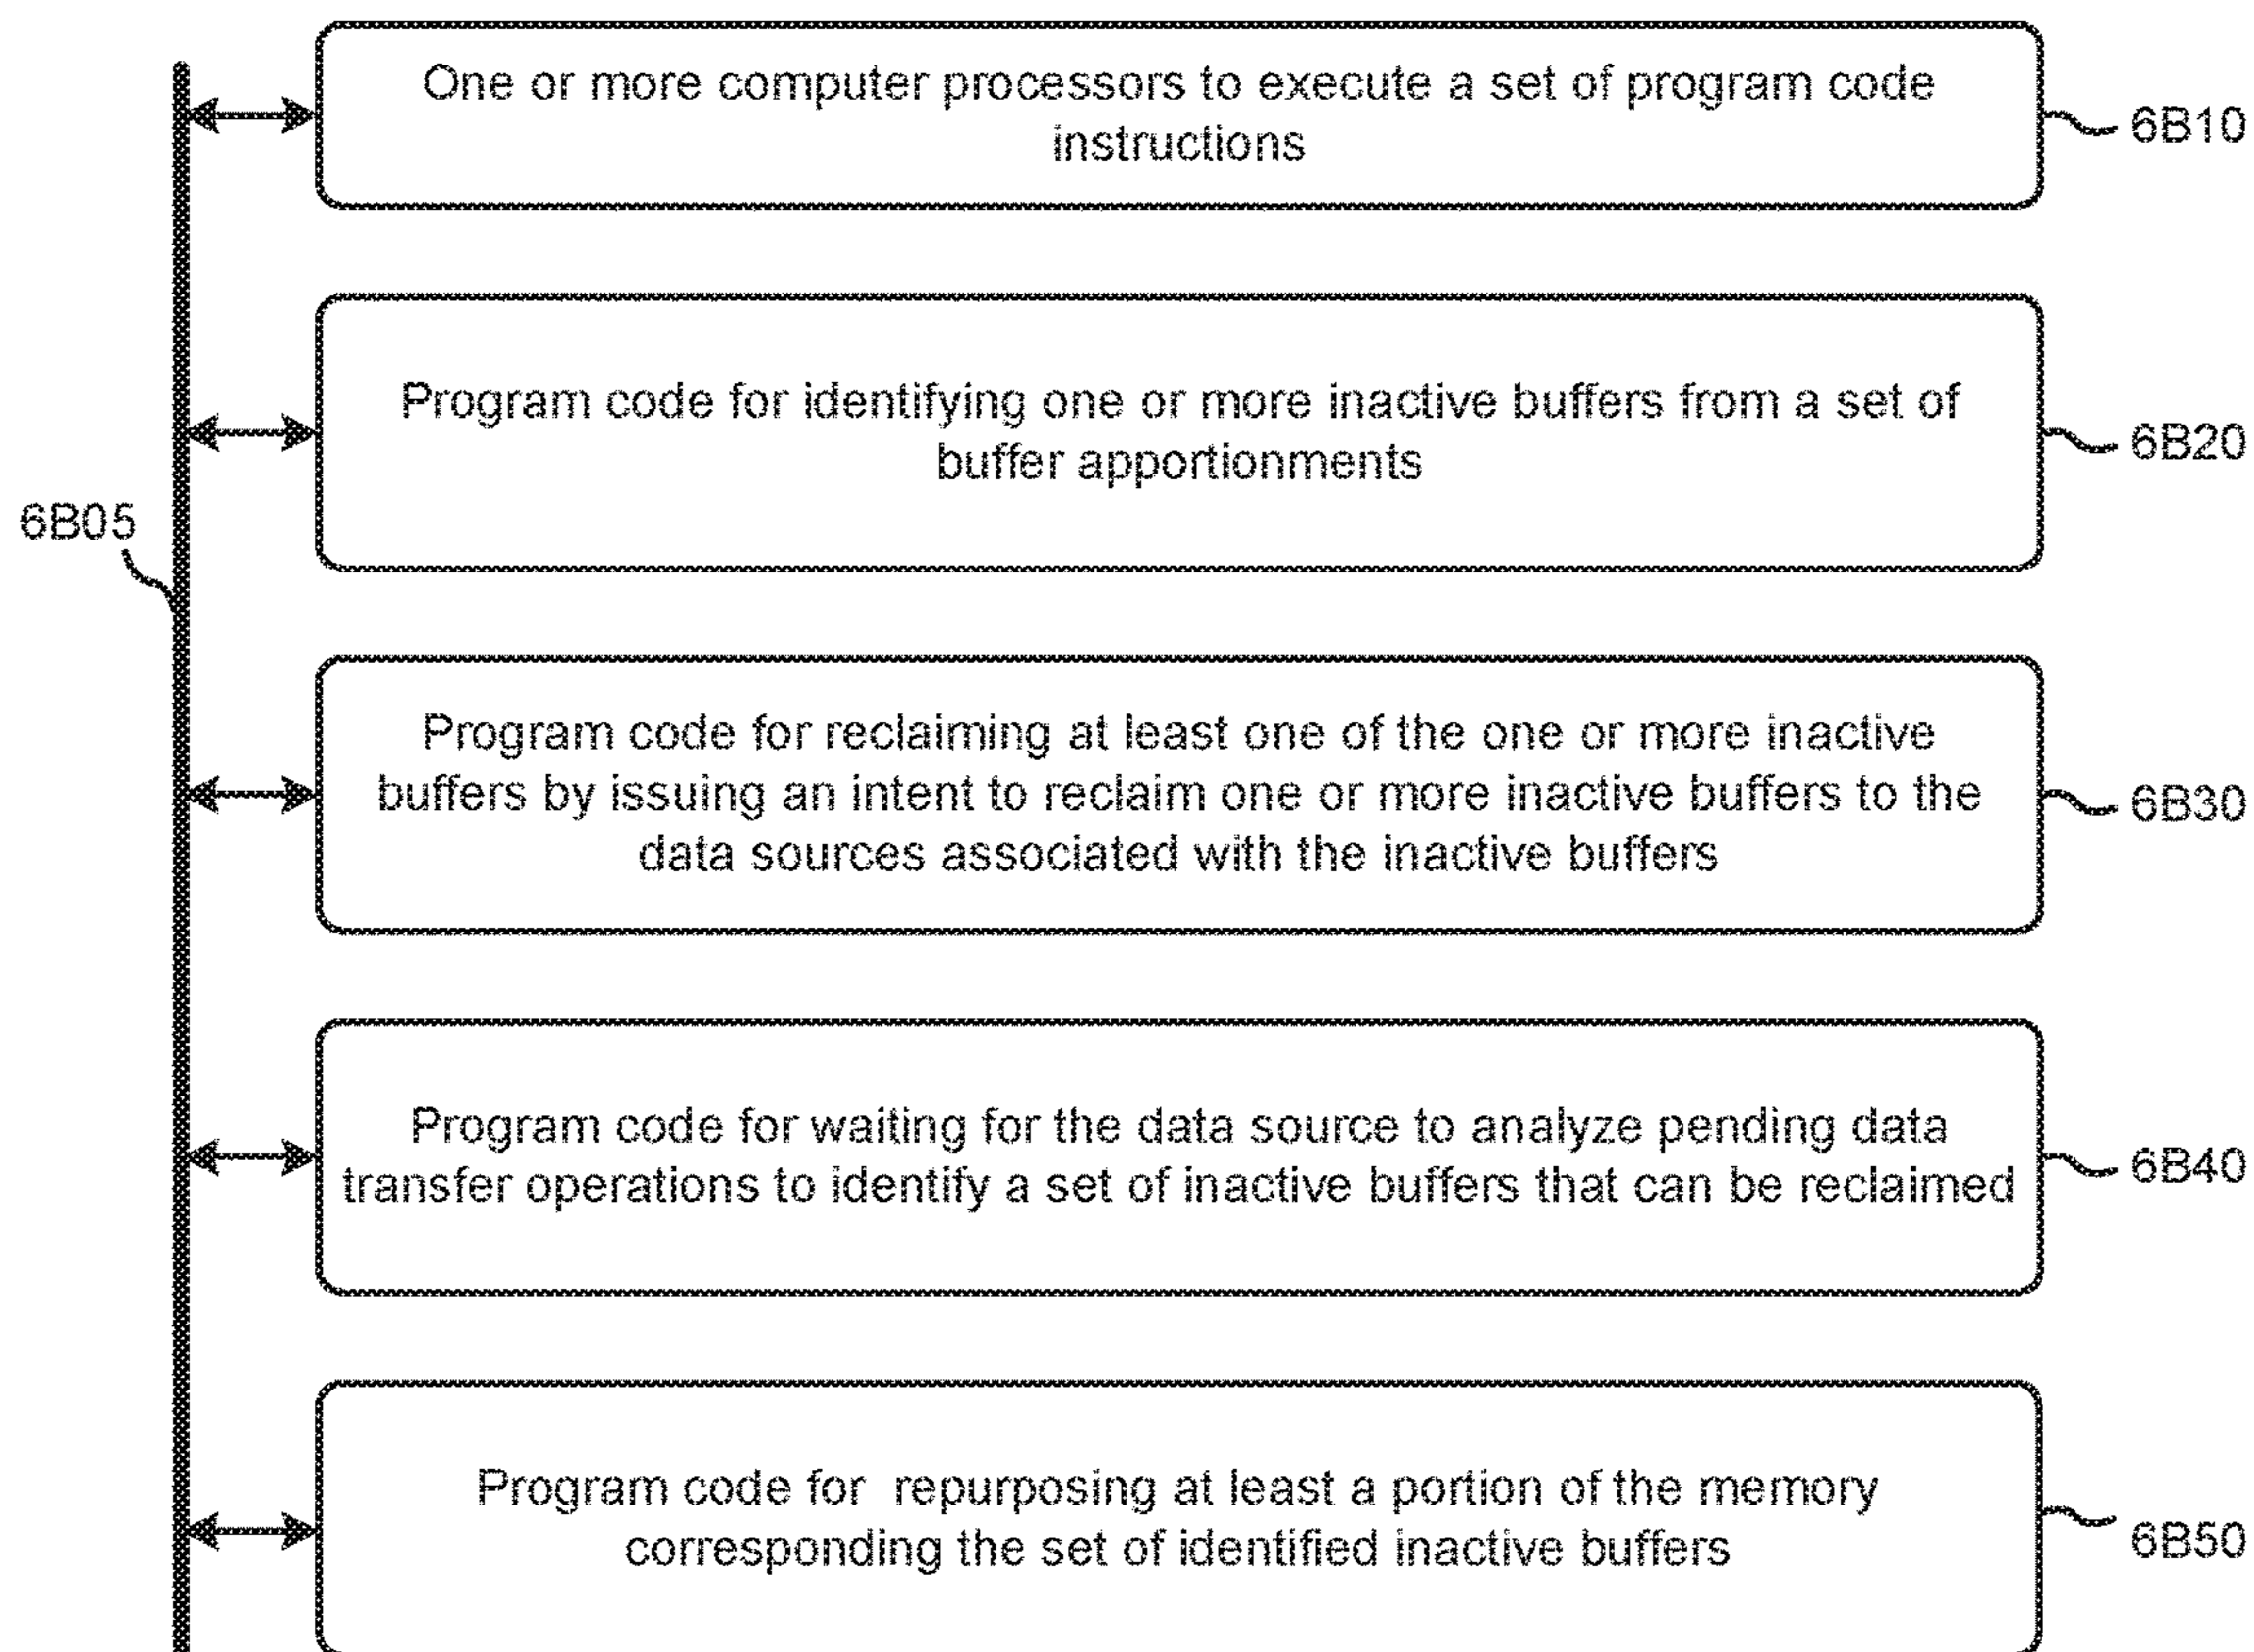 One or more computer processors to execute a set of program code
instructions
6B10
Program code for identifying one or more inactive buffers from a set of
buffer apportionments
6B20
6B05
Program code for reclaiming at least one of the one or more inactive
buffers by issuing an intent to reclaim one or more inactive buffers to the
data sources associated with the inactive buffers
6B30
Program code for waiting for the data source to analyze pending data
transfer operations to identify a set of inactive buffers that can be reclaimed
6B40
Program code for  repurposing at least a portion of the memory
corresponding the set of identified inactive buffers
6B50